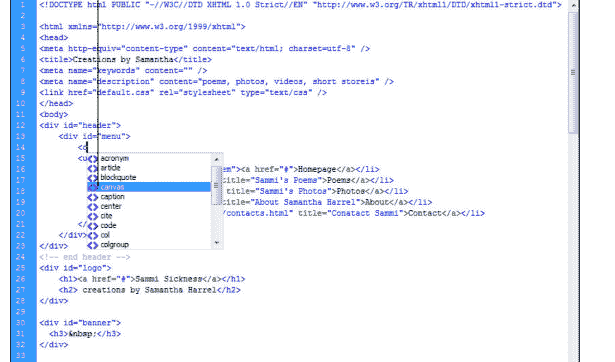 1 <!DOCTYPE html PUBLIC "-//W3C//DTD XHTML 1.0 Strict//EN" "http://www.w3.org/TR/xhtml1/DTD/xhtml1-strict.dtd">
2
3 <html xmlns="http://www.w3.org/1999/xhtml">
4 <head>
5 <meta http-equiv="content-type" content="text/html; charset=utf-8" />
6 <title>Creations by Samantha</title>
7 <meta name="keywords" content="" />
8 <meta name="description" content="poems, photos, videos, short storeis" />
9 <link href="default.css" rel="stylesheet" type="text/css" />
10 </head>
11 <body>
12 <div id="header">
13 <div id="menu">
14 <c
15 <u acronym
16 article em"><a href="#">Homepage</a></li>
17 blockquote title="Sammi's Poems">Poems</a></li>
18 canvas title="Sammi's Photos">Photos</a></li>
19 caption title="About Samantha Harrel">About</a></li>
20 center /contacts.html" title="Conatact Sammi">Contact</a></li>
cite
21 </ code
22 </div> col
23 </div> colgroup
24 <!-- end header -->
25 <div id="logo">
26 <h1><a href="#">Sammi Sickness</a></h1>
27 <h2> creations by Samantha Harrel</h2>
28 </div>
29
30 <div id="banner">
31 <h3>&nbsp;</h3>
32 </div>
33